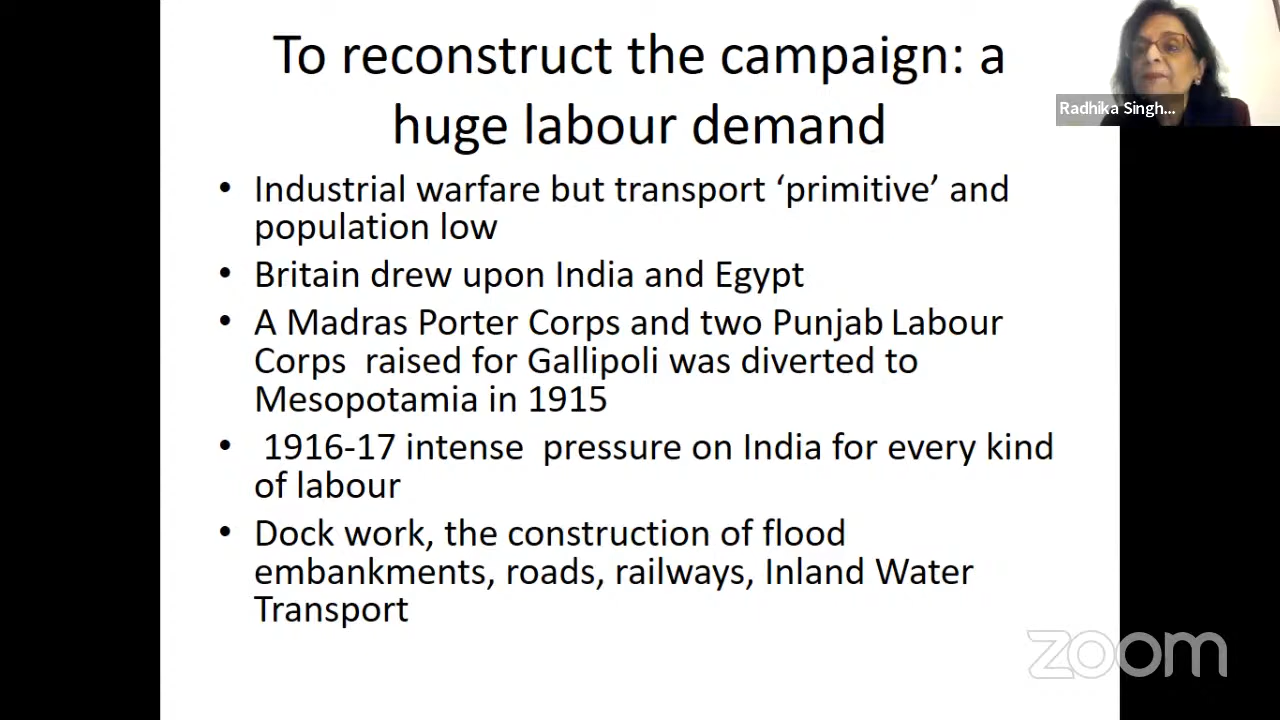 To reconstruct the campaign: a
huge labour demand
Radhika Singh...
• Industrial warfare but transport ‘primitive’ and
population low
• Britain drew upon India and Egypt
• A Madras Porter Corps and two Punjab Labour
Corps raised for Gallipoli was diverted to
Mesopotamia in 1915
• 1916-17 intense pressure on India for every kind
of labour
• Dock work, the construction of flood
embankments, roads, railways, Inland Water
Transport
zoom